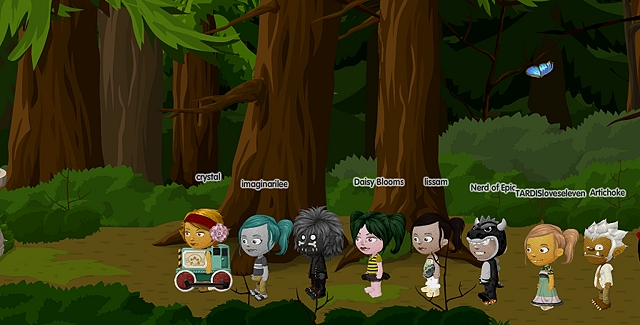 crystal
imaginarilee
Daisy Blooms
lissam
Nerd of Epic
TARDISloveseleven
Artichoke